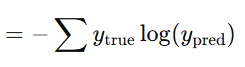 = − ∑ y_true log(y_pred)